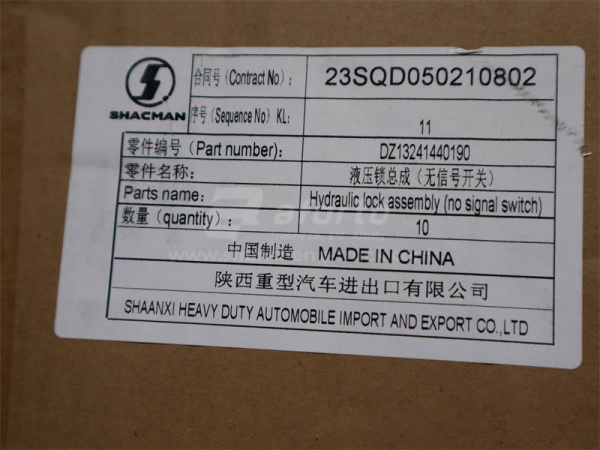 SHACMAN
合同号(Contract No): 23SQD050210802
序号(Sequence No) KL: 11
零件编号(Part number): DZ13241440190
零件名称: 液压锁总成(无信号开关)
Parts name: Hydraulic lock assembly (no signal switch)
数量(quantity): 10
中国制造 MADE IN CHINA
陕西重型汽车进出口有限公司
SHAANXI HEAVY DUTY AUTOMOBILE IMPORT AND EXPORT CO.,LTD